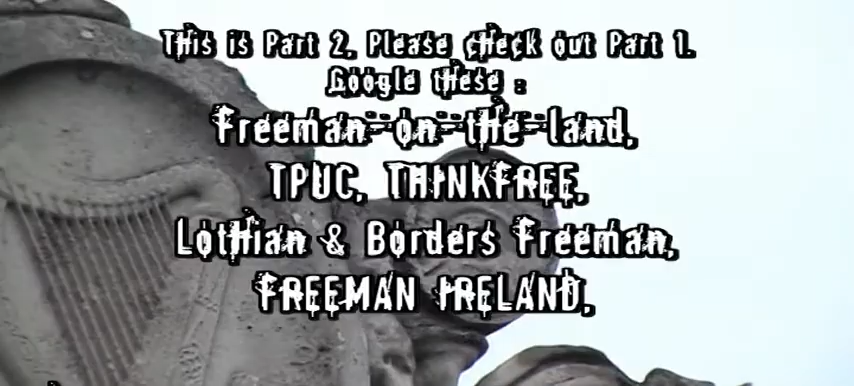 This is Part 2, Please check out Part 1.
Google these :
Freeman-on-the-land,
TPUC, THINKFREE,
Lothian & Borders Freeman,
FREEMAN IRELAND,